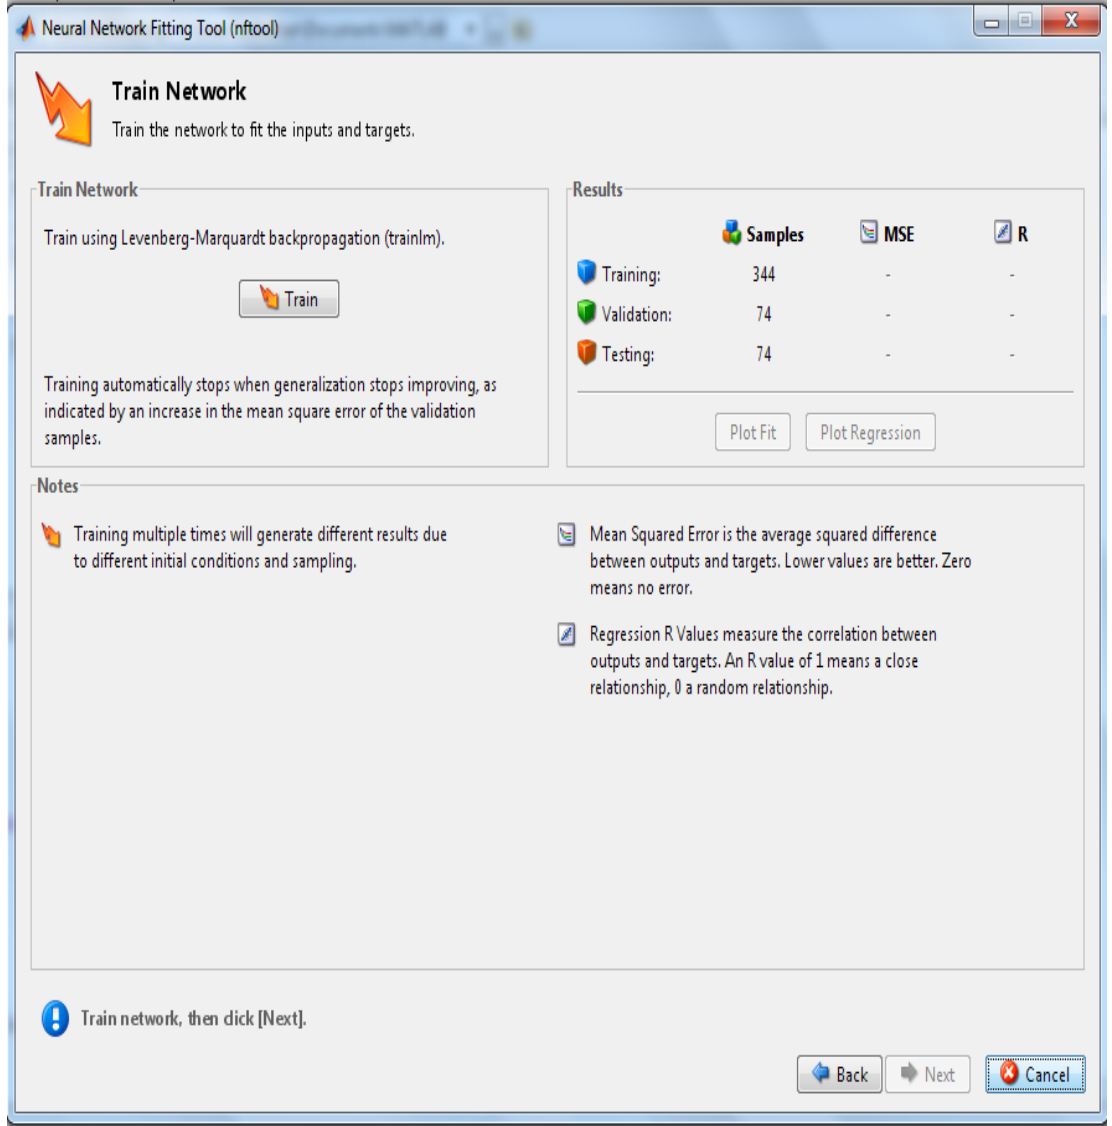 Neural Network Fitting Tool (nftool)
X
Train Network
Train the network to fit the inputs and targets.
Train Network
Train using Levenberg-Marquardt backpropagation (trainlm).
Train
Training automatically stops when generalization stops improving, as
indicated by an increase in the mean square error of the validation
samples.
Results
Samples MSE R
Training: 344 - -
Validation: 74 - -
Testing: 74 - -
Plot Fit Plot Regression
Notes
Training multiple times will generate different results due
to different initial conditions and sampling.
Mean Squared Error is the average squared difference
between outputs and targets. Lower values are better. Zero
means no error.
Regression R Values measure the correlation between
outputs and targets. An R value of 1 means a close
relationship, 0 a random relationship.
Train network, then click [Next].
Back Next Cancel